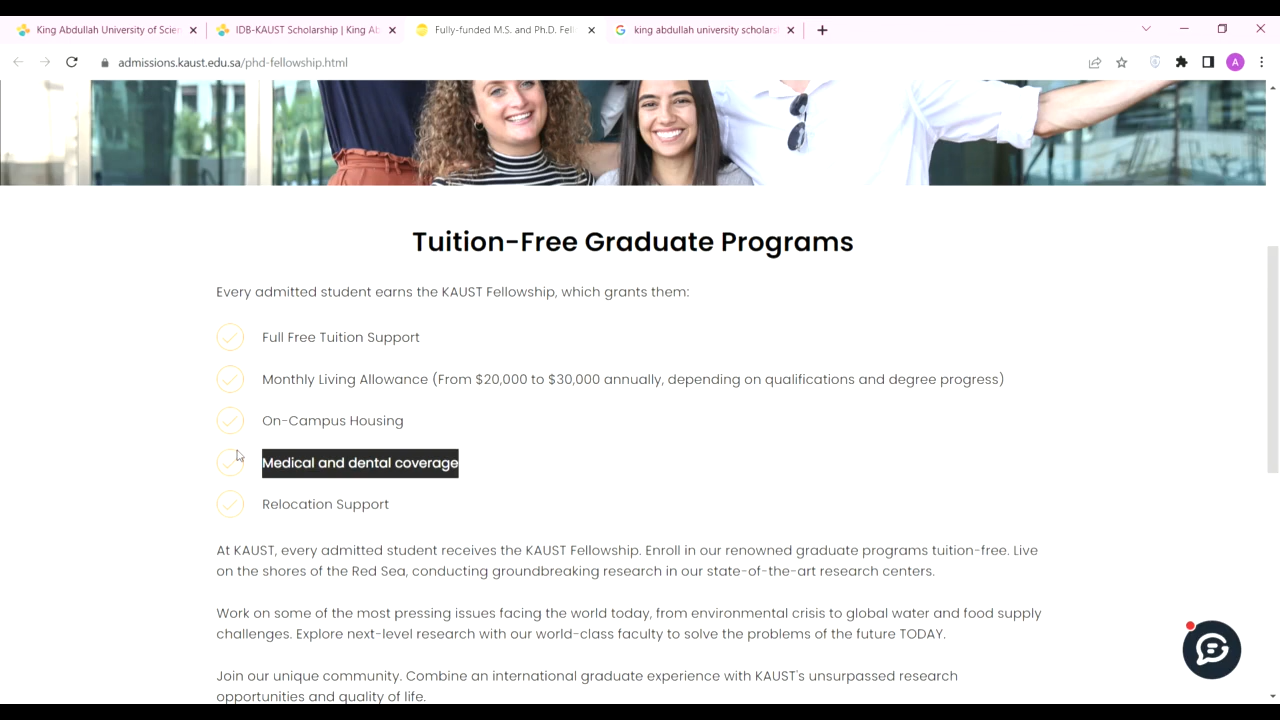 King Abdullah University of Scien
IDB-KAUST Scholarship | King Ab
Fully-funded M.S. and Ph.D. Fell
king abdullah university scholarsh
admissions.kaust.edu.sa/phd-fellowship.html
A
Tuition-Free Graduate Programs
Every admitted student earns the KAUST Fellowship, which grants them:
Full Free Tuition Support
Monthly Living Allowance (From $20,000 to $30,000 annually, depending on qualifications and degree progress)
On-Campus Housing
Medical and dental coverage
Relocation Support
At KAUST, every admitted student receives the KAUST Fellowship. Enroll in our renowned graduate programs tuition-free. Live
on the shores of the Red Sea, conducting groundbreaking research in our state-of-the-art research centers.
Work on some of the most pressing issues facing the world today, from environmental crisis to global water and food supply
challenges. Explore next-level research with our world-class faculty to solve the problems of the future TODAY.
Join our unique community. Combine an international graduate experience with KAUST's unsurpassed research
opportunities and quality of life.